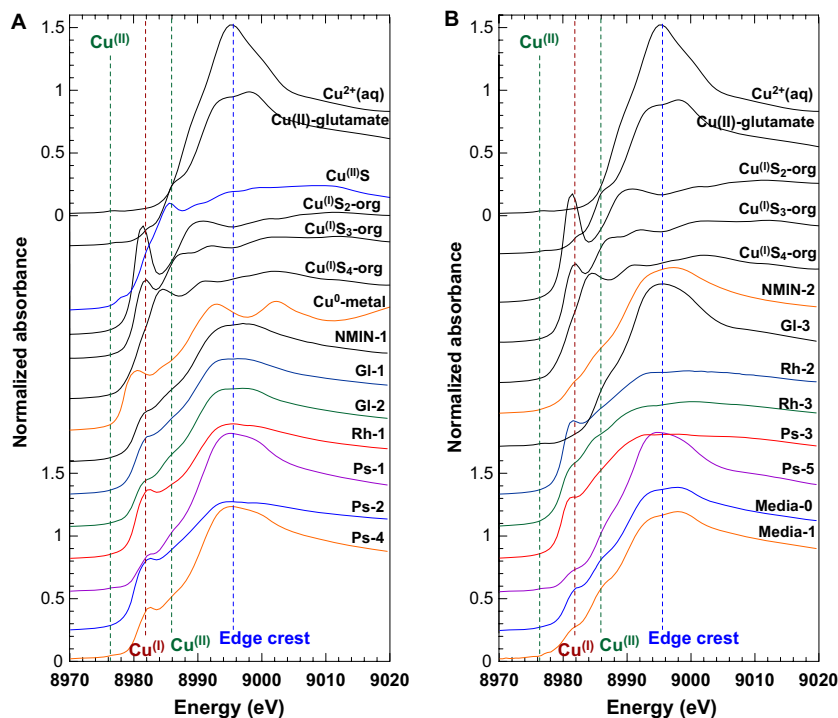 A
Cu(II)
1.5
1
0.5
0
1.5
1
0.5
0
Normalized absorbance
Cu2+(aq)
Cu(II)-glutamate
Cu(II)S
Cu(I)S2-org
Cu(I)S3-org
Cu(I)S4-org
Cu0-metal
NMIN-1
Gl-1
Gl-2
Rh-1
Ps-1
Ps-2
Ps-4
Cu(I)
Cu(II)
Edge crest
8970
8980
8990
9000
9010
9020
Energy (eV)
B
Cu(II)
1.5
1
0.5
0
1.5
1
0.5
0
Normalized absorbance
Cu2+(aq)
Cu(II)-glutamate
Cu(I)S2-org
Cu(I)S3-org
Cu(I)S4-org
NMIN-2
Gl-3
Rh-2
Rh-3
Ps-3
Ps-5
Media-0
Media-1
Cu(I)
Cu(II)
Edge crest
8970
8980
8990
9000
9010
9020
Energy (eV)